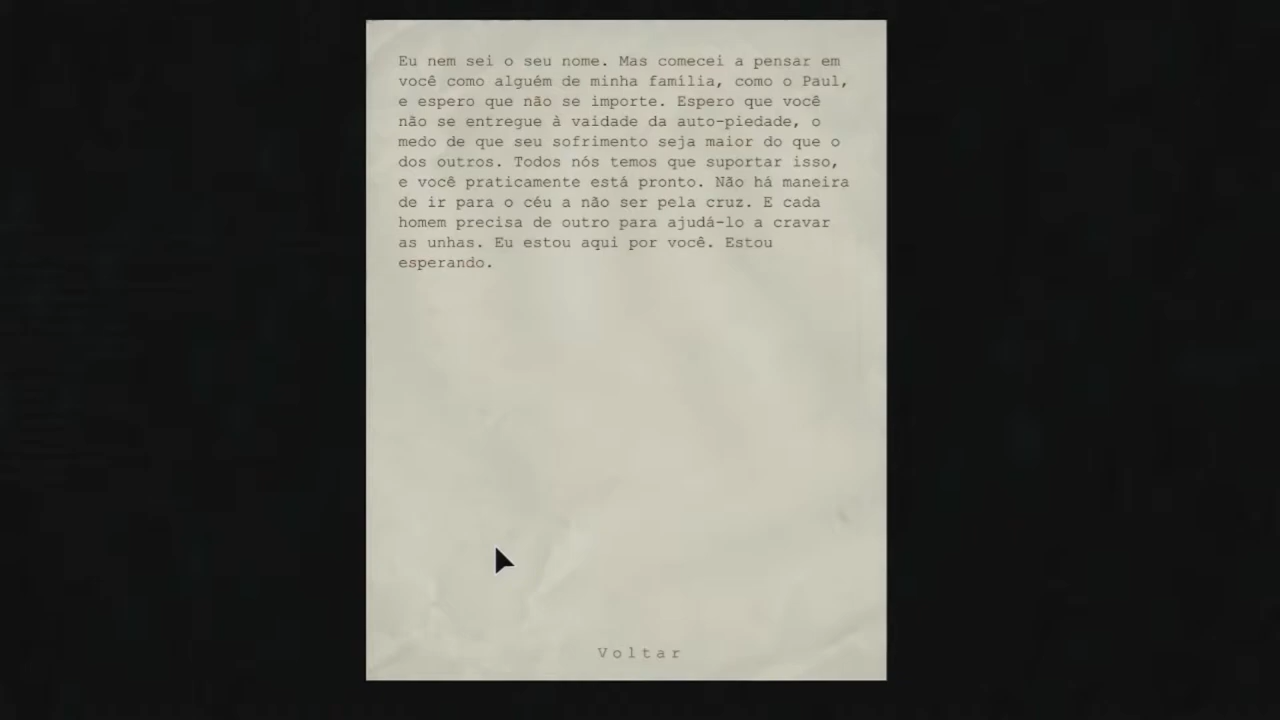 Eu nem sei o seu nome. Mas comecei a pensar em
você como alguém de minha família, como o Paul,
e espero que não se importe. Espero que você
não se entregue à vaidade da auto-piedade, o
medo de que seu sofrimento seja maior do que o
dos outros. Todos nós temos que suportar isso,
e você praticamente está pronto. Não há maneira
de ir para o céu a não ser pela cruz. E cada
homem precisa de outro para ajudá-lo a cravar
as unhas. Eu estou aqui por você. Estou
esperando.
Voltar